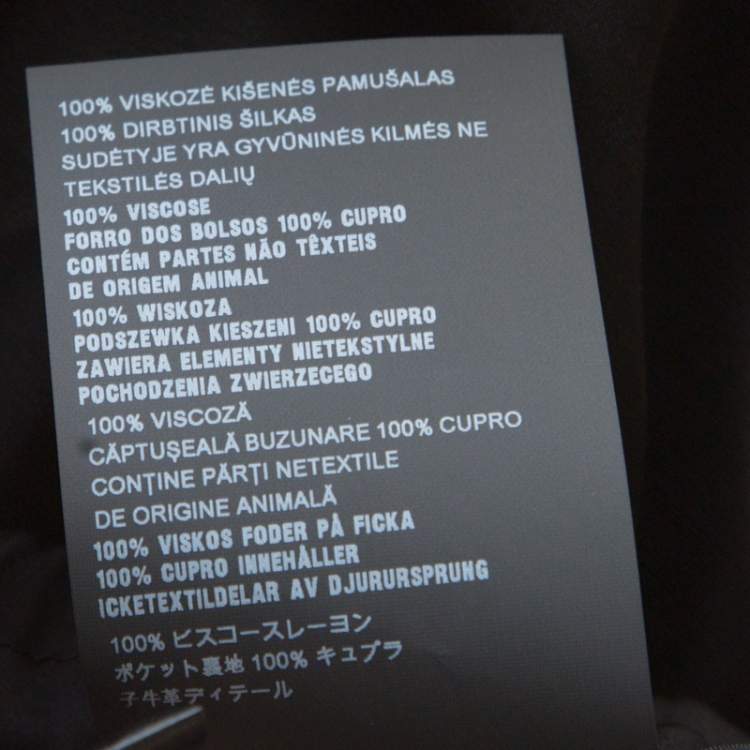 100% VISKOZĖ KIŠENĖS PAMUŠALAS
100% DIRBTINIS ŠILKAS
SUDĖTYJE YRA GYVŪNINĖS KILMĖS NE
TEKSTILĖS DALIŲ
100% VISCOSE
FORRO DOS BOLSOS 100% CUPRO
CONTÉM PARTES NÃO TÊXTEIS
DE ORIGEM ANIMAL
100% WISKOZA
PODSZEWKA KIESZENI 100% CUPRO
ZAWIERA ELEMENTY NIETEKSTYLNE
POCHODZENIA ZWIERZECEGO
100% VISCOZĂ
CĂPTUŞEALĂ BUZUNARE 100% CUPRO
CONŢINE PĂRŢI NETEXTILE
DE ORIGINE ANIMALĂ
100% VISKOS FODER PÅ FICKA
100% CUPRO INNEHÅLLER
ICKETEXTILDELAR AV DJURURSPRUNG
100% ビスコースレーヨン
ポケット裏地 100% キュプラ
子牛革ディテール